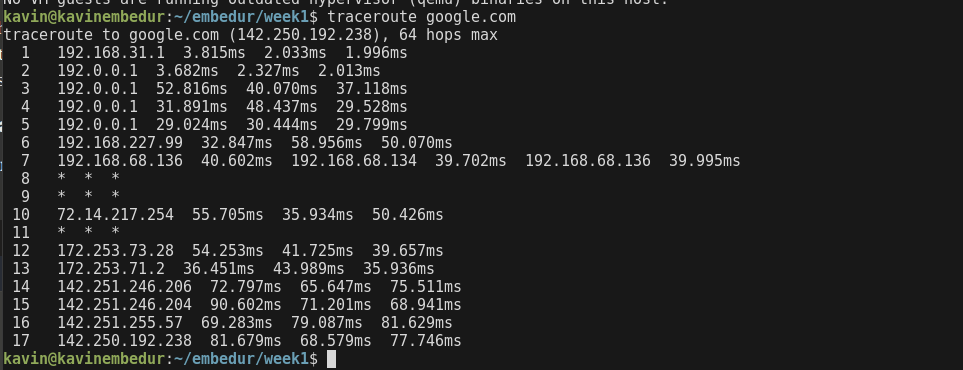 No VM guests are running outdated hypervisor (qemu) binaries on this host.
kavin@kavinembedur:~/embedur/week1$ traceroute google.com
traceroute to google.com (142.250.192.238), 64 hops max
1 192.168.31.1 3.815ms 2.033ms 1.996ms
2 192.0.0.1 3.682ms 2.327ms 2.013ms
3 192.0.0.1 52.816ms 40.070ms 37.118ms
4 192.0.0.1 31.891ms 48.437ms 29.528ms
5 192.0.0.1 29.024ms 30.444ms 29.799ms
6 192.168.227.99 32.847ms 58.956ms 50.070ms
7 192.168.68.136 40.602ms 192.168.68.134 39.702ms 192.168.68.136 39.995ms
8 * * *
9 * * *
10 72.14.217.254 55.705ms 35.934ms 50.426ms
11 * * *
12 172.253.73.28 54.253ms 41.725ms 39.657ms
13 172.253.71.2 36.451ms 43.989ms 35.936ms
14 142.251.246.206 72.797ms 65.647ms 75.511ms
15 142.251.246.204 90.602ms 71.201ms 68.941ms
16 142.251.255.57 69.283ms 79.087ms 81.629ms
17 142.250.192.238 81.679ms 68.579ms 77.746ms
kavin@kavinembedur:~/embedur/week1$